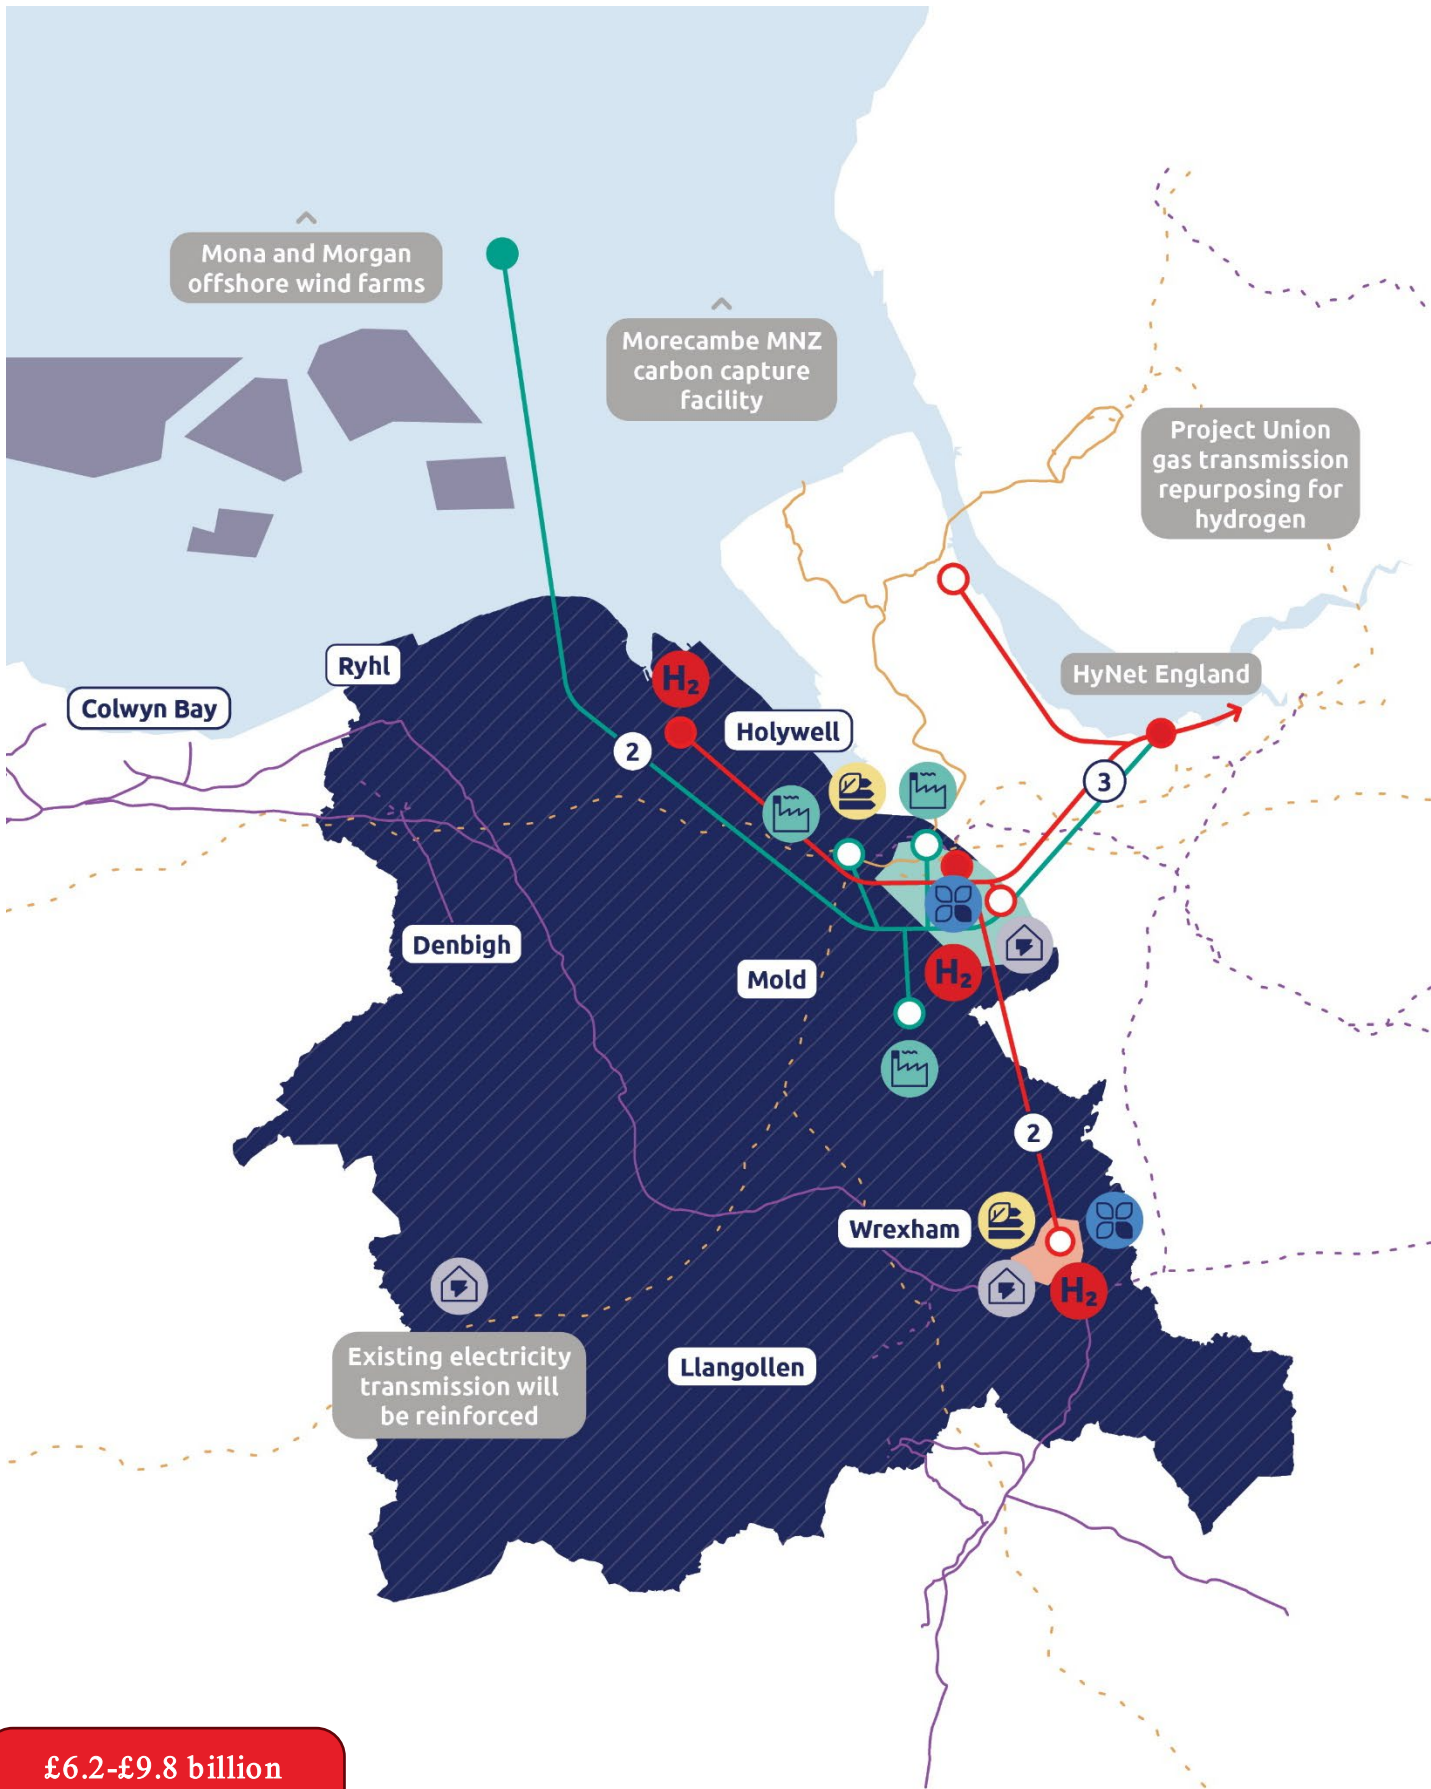 Mona and Morgan
offshore wind farms
Morecambe MNZ
carbon capture
facility
Project Union
gas transmission
repurposing for
hydrogen
Ryhl
H₂
HyNet England
Colwyn Bay
Holywell
2
3
Denbigh
Mold
H₂
2
Wrexham
H₂
Existing electricity
transmission will
be reinforced
Llangollen
£6.2-£9.8 billion